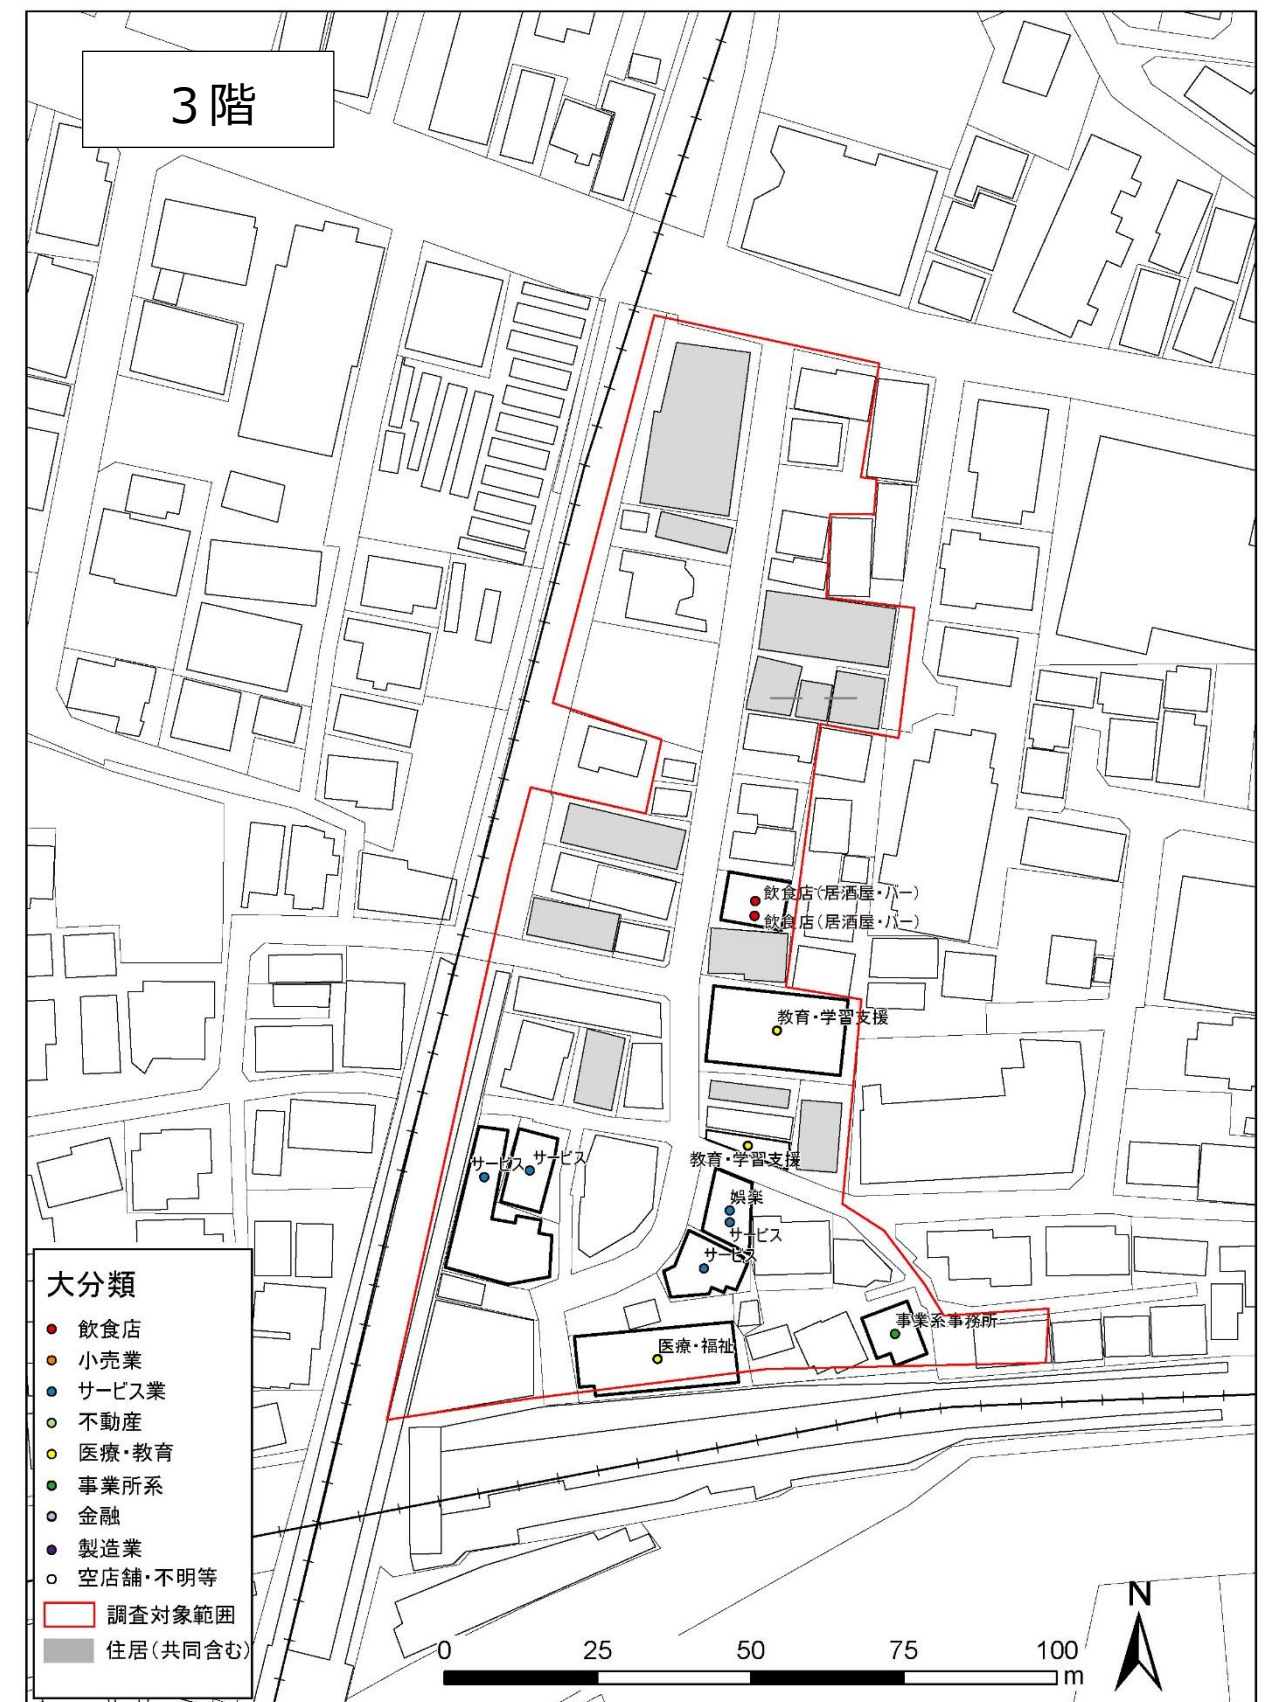 3階
飲食店(居酒屋・バー)
飲食店(居酒屋・バー)
教育・学習支援
教育・学習支援
サービス
サービス
娯楽
サービス
サービス
事業系事務所
医療・福祉
大分類
飲食店
小売業
サービス業
不動産
医療・教育
事業所系
金融
製造業
空店舗・不明等
調査対象範囲
住居(共同含む)
0 25 50 75 100
m
N